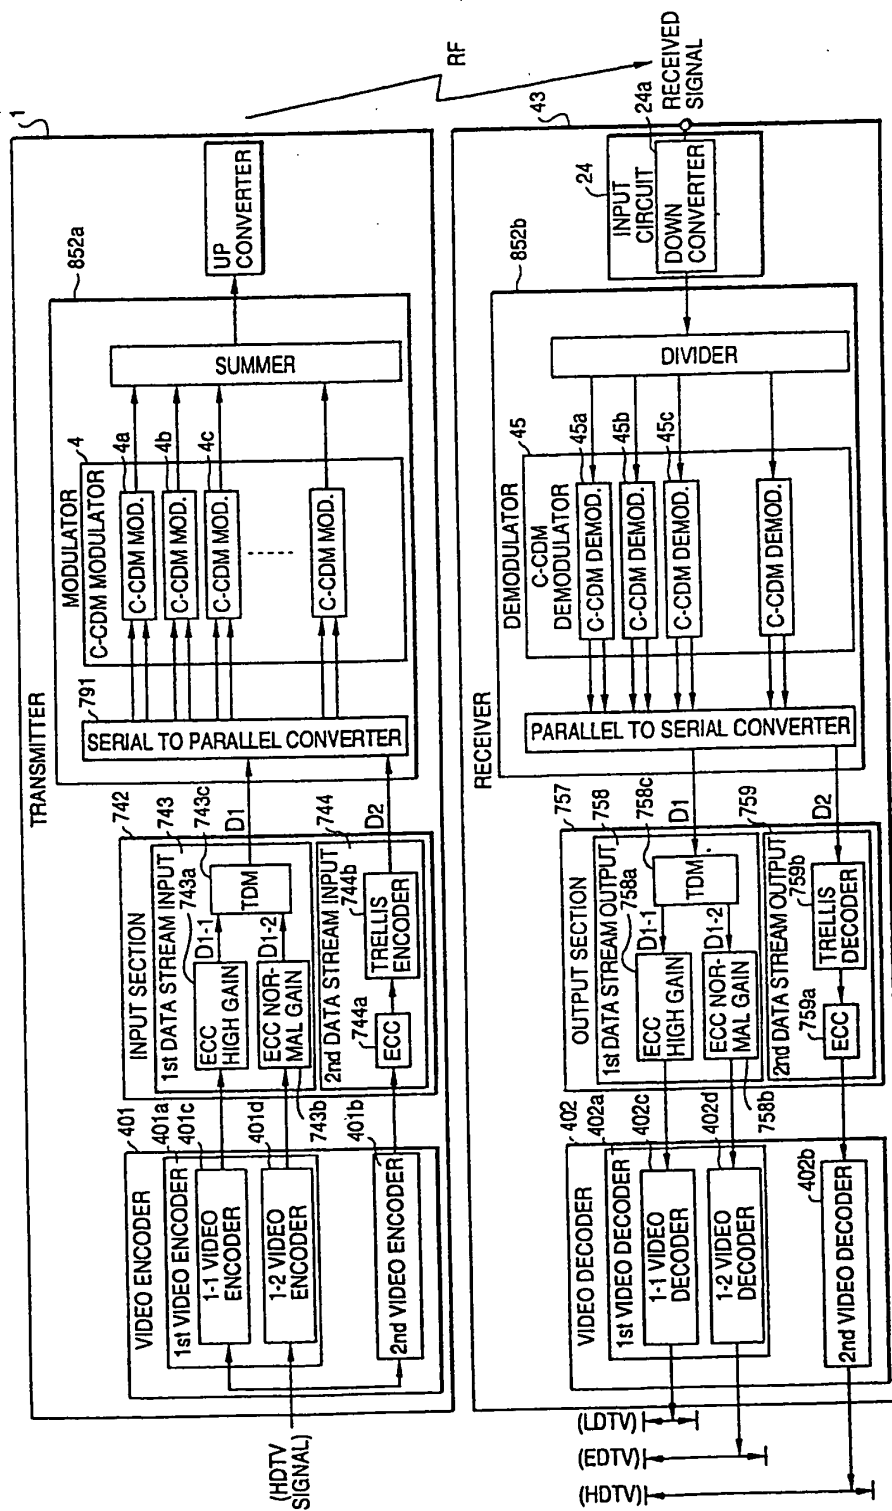 1
TRANSMITTER
(HDTV
SIGNAL)
401
VIDEO ENCODER
401a
1st VIDEO ENCODER
401c
1-1 VIDEO
ENCODER
401d
1-2 VIDEO
ENCODER
401b
2nd VIDEO ENCODER
742
INPUT SECTION
743
1st DATA STREAM INPUT
743a
743c
ECC
HIGH GAIN
D1-1
TDM
D1
ECC NOR-
MAL GAIN
D1-2
743b
744
2nd DATA STREAM INPUT
744a
744b
ECC
TRELLIS
ENCODER
D2
852a
MODULATOR
791
SERIAL TO PARALLEL CONVERTER
4
C-CDM MODULATOR
4a
C-CDM MOD.
4b
C-CDM MOD.
4c
C-CDM MOD.
C-CDM MOD.
SUMMER
UP
CONVERTER
RF
RECEIVED
SIGNAL
43
RECEIVER
24
INPUT
CIRCUIT
24a
DOWN
CONVERTER
852b
DEMODULATOR
DIVIDER
45
C-CDM
DEMODULATOR
45a
C-CDM DEMOD.
45b
C-CDM DEMOD.
45c
C-CDM DEMOD.
C-CDM DEMOD.
PARALLEL TO SERIAL CONVERTER
757
OUTPUT SECTION
758
1st DATA STREAM OUTPUT
758a
758c
ECC
HIGH GAIN
D1-1
TDM
D1
ECC NOR-
MAL GAIN
D1-2
758b
759
2nd DATA STREAM OUTPUT
759a
759b
ECC
TRELLIS
DECODER
D2
402
VIDEO DECODER
402a
1st VIDEO DECODER
402c
1-1 VIDEO
DECODER
402d
1-2 VIDEO
DECODER
402b
2nd VIDEO DECODER
(LDTV)
(EDTV)
(HDTV)